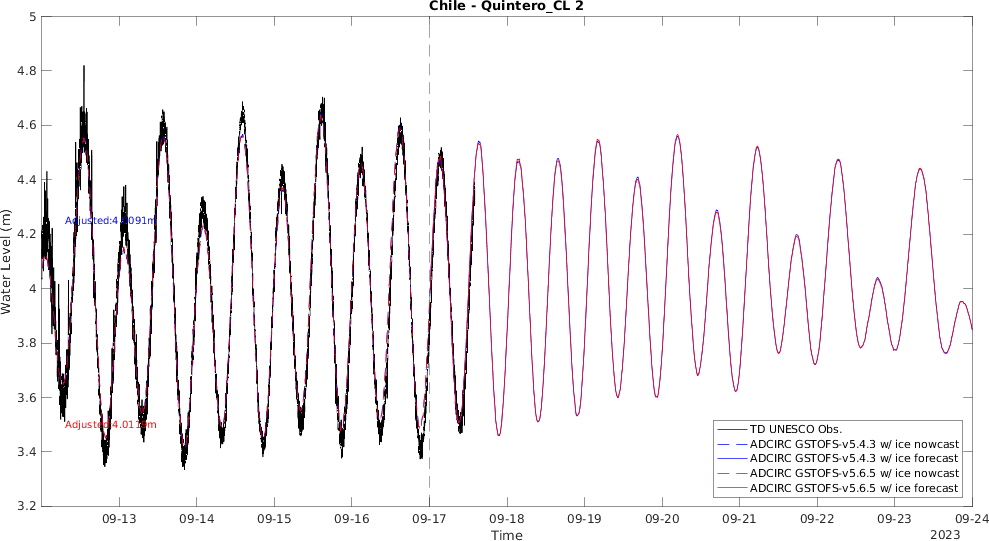 Chile - Quintero_CL 2
5
4.8
4.6
4.4
4.2
4
3.8
3.6
3.4
3.2
Water Level (m)
Adjusted:4.0091m
TD UNESCO Obs.
ADCIRC GSTOFS-v5.4.3 w/ ice nowcast
ADCIRC GSTOFS-v5.4.3 w/ ice forecast
ADCIRC GSTOFS-v5.6.5 w/ ice nowcast
ADCIRC GSTOFS-v5.6.5 w/ ice forecast
09-13 09-14 09-15 09-16 09-17 09-18 09-19 09-20 09-21 09-22 09-23 09-24
Time
2023